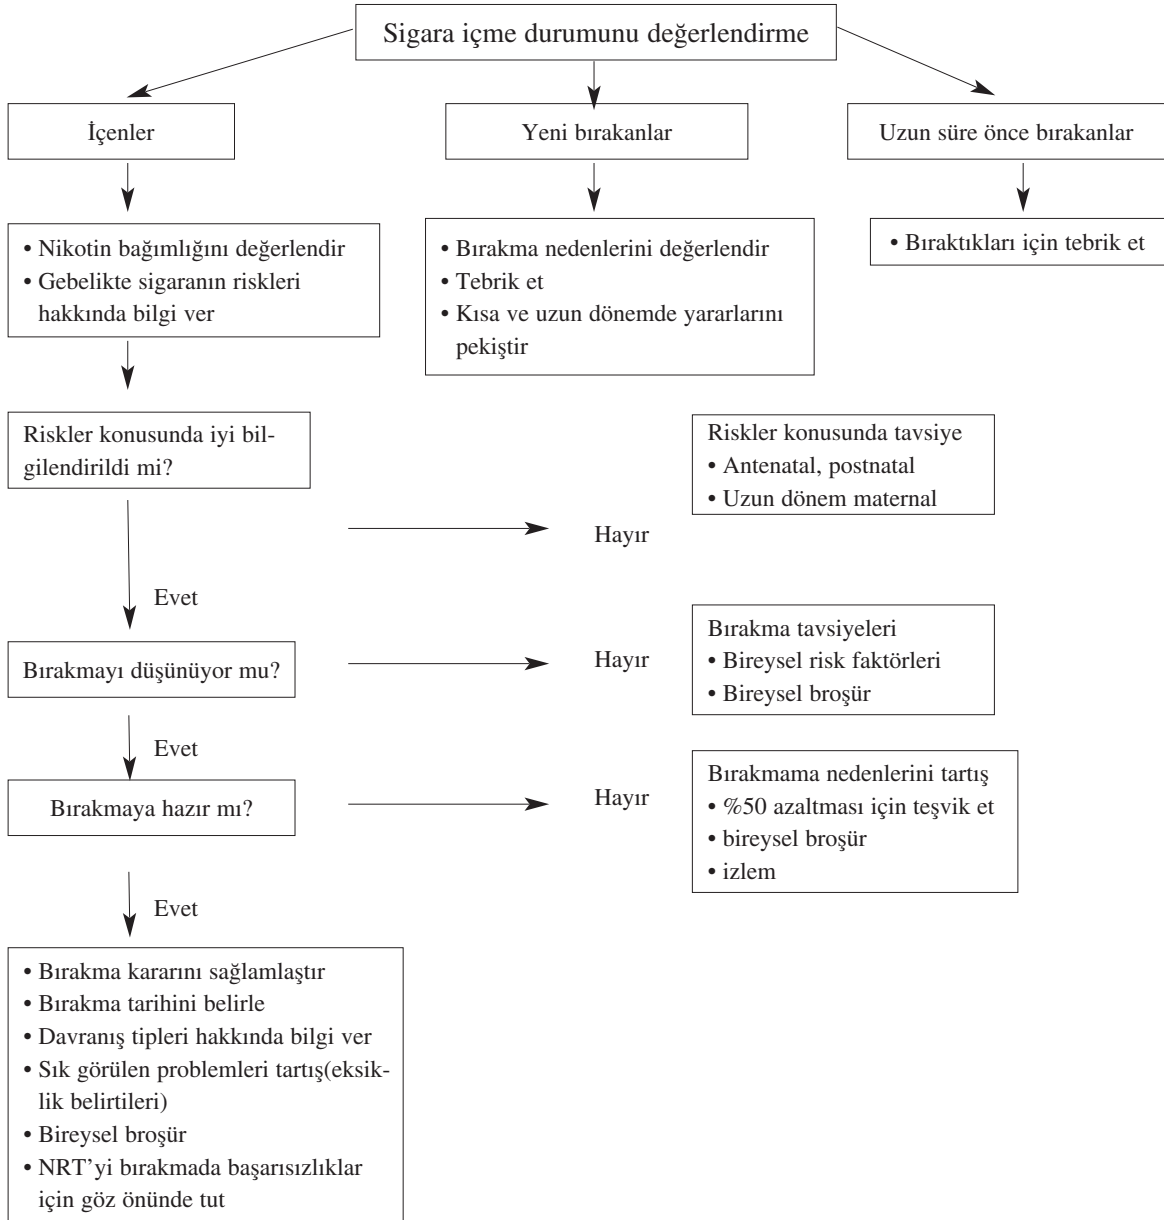 Sigara içme durumunu değerlendirme
İçenler
Yeni bırakanlar
Uzun süre önce bırakanlar
• Nikotin bağımlığını değerlendir
• Gebelikte sigaranın riskleri
hakkında bilgi ver
• Bırakma nedenlerini değerlendir
• Tebrik et
• Kısa ve uzun dönemde yararlarını
pekiştir
• Bıraktıkları için tebrik et
Riskler konusunda iyi bil-
gilendirildi mi?
Hayır
Riskler konusunda tavsiye
• Antenatal, postnatal
• Uzun dönem maternal
Evet
Bırakmayı düşünüyor mu?
Hayır
Bırakma tavsiyeleri
• Bireysel risk faktörleri
• Bireysel broşür
Evet
Bırakmaya hazır mı?
Hayır
Bırakmama nedenlerini tartış
• %50 azaltması için teşvik et
• bireysel broşür
• izlem
Evet
• Bırakma kararını sağlamlaştır
• Bırakma tarihini belirle
• Davranış tipleri hakkında bilgi ver
• Sık görülen problemleri tartış(eksik-
lik belirtileri)
• Bireysel broşür
• NRT’yi bırakmada başarısızlıklar
için göz önünde tut